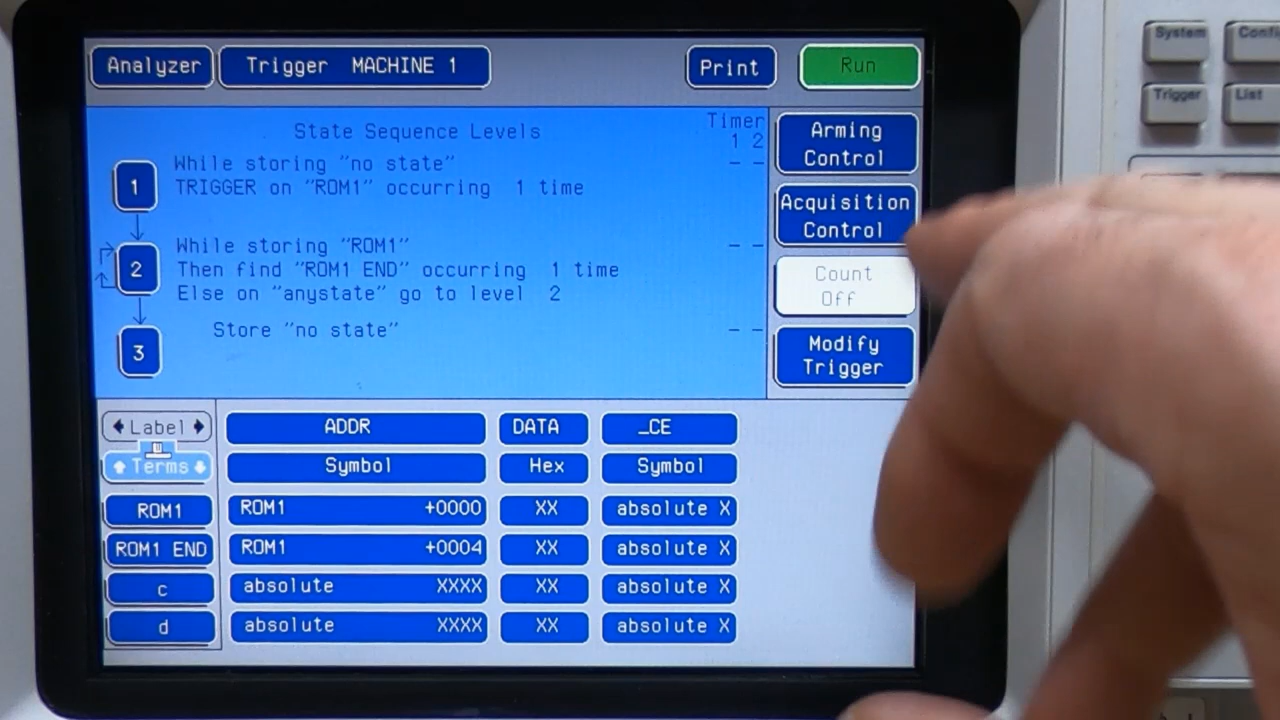 Analyzer
Trigger MACHINE 1
Print
Run
System
Trigger
List
State Sequence Levels
Timer
1 2
1
While storing "no state"
TRIGGER on "ROM1" occurring 1 time
- -
2
While storing "ROM1"
Then find "ROM1 END" occurring 1 time
Else on "anystate" go to level 2
- -
3
Store "no state"
- -
Arming
Control
Acquisition
Control
Count
Off
Modify
Trigger
Label ADDR DATA _CE
Terms Symbol Hex Symbol
ROM1 ROM1 +0000 XX absolute X
ROM1 END ROM1 +0004 XX absolute X
c absolute XXXX XX absolute X
d absolute XXXX XX absolute X